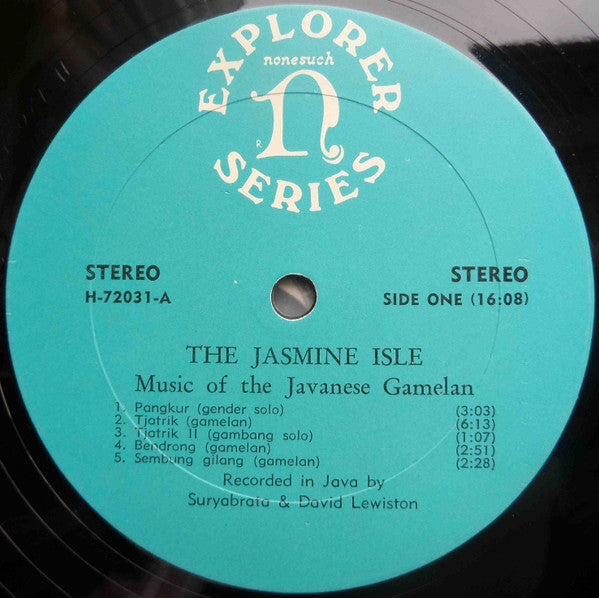 EXPLORER
nonesuch
n
R
SERIES
STEREO
H-72031-A
STEREO
SIDE ONE (16:08)
THE JASMINE ISLE
Music of the Javanese Gamelan
1. Pangkur (gender solo) (3:03)
2. Tjatrik (gamelan) (6:13)
3. Tjatrik II (gambang solo) (1:07)
4. Bendrong (gamelan) (2:51)
5. Sembung gilang (gamelan) (2:28)
Recorded in Java by
Suryabrata & David Lewiston